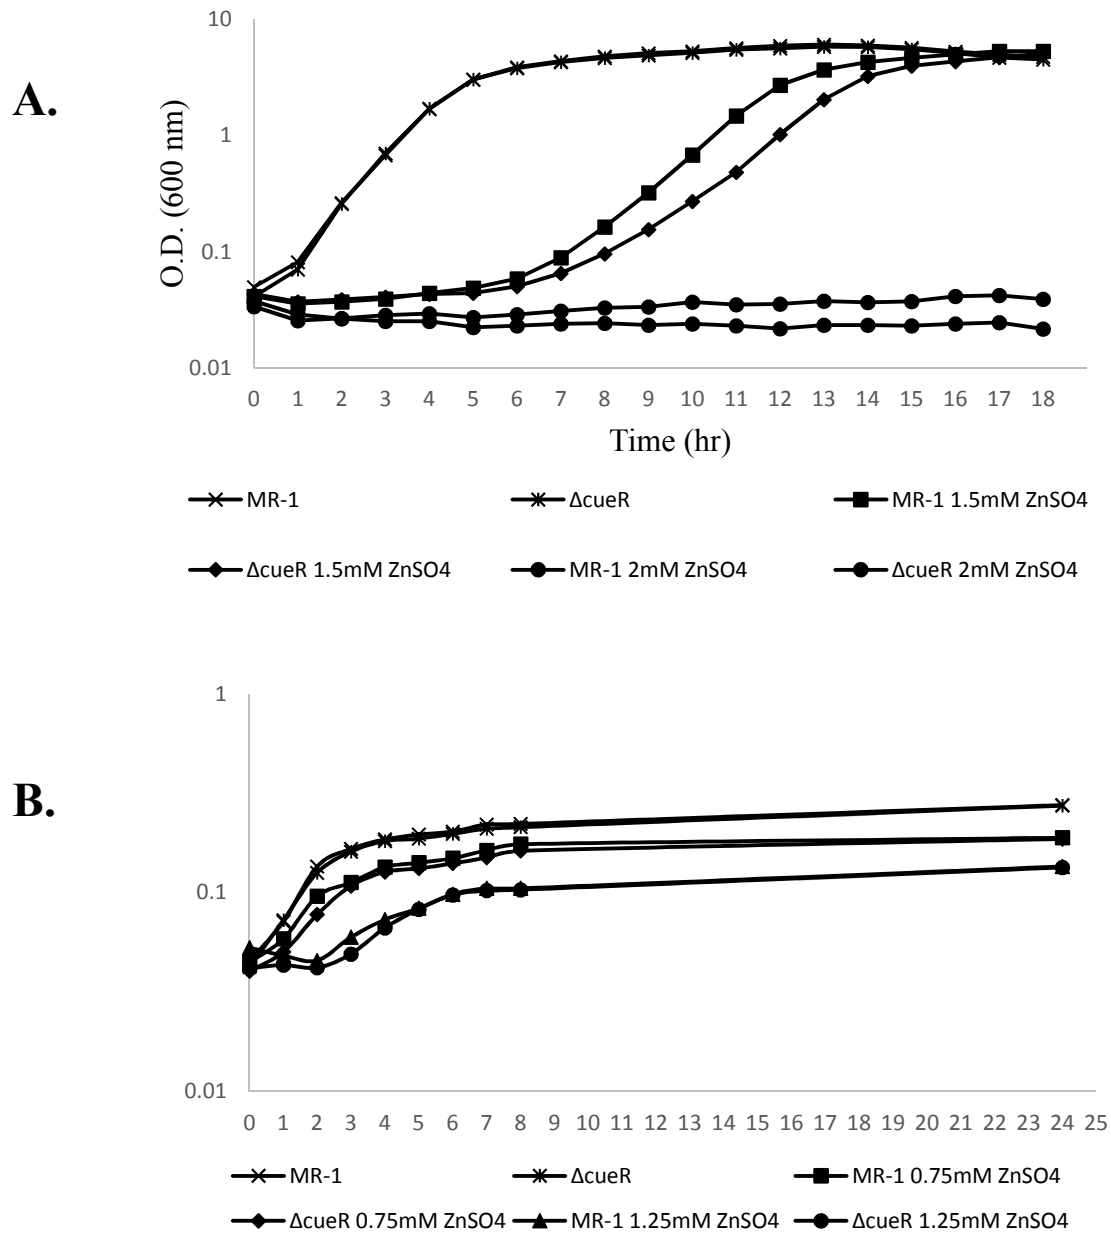 A.
O.D. (600 nm)
10
1
0.1
0.01
0 1 2 3 4 5 6 7 8 9 10 11 12 13 14 15 16 17 18
Time (hr)
MR-1 ΔcueR MR-1 1.5mM ZnSO4
ΔcueR 1.5mM ZnSO4 MR-1 2mM ZnSO4 ΔcueR 2mM ZnSO4
B.
1
0.1
0.01
0 1 2 3 4 5 6 7 8 9 10 11 12 13 14 15 16 17 18 19 20 21 22 23 24 25
MR-1 ΔcueR MR-1 0.75mM ZnSO4
ΔcueR 0.75mM ZnSO4 MR-1 1.25mM ZnSO4 ΔcueR 1.25mM ZnSO4